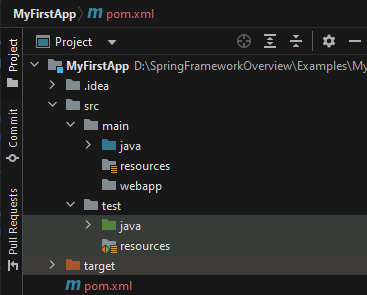 MyFirstApp pom.xml
Project
Project
MyFirstApp D:\SpringFrameworkOverview\Examples\My
.idea
src
main
java
resources
webapp
test
java
resources
target
pom.xml
Commit
Pull Requests